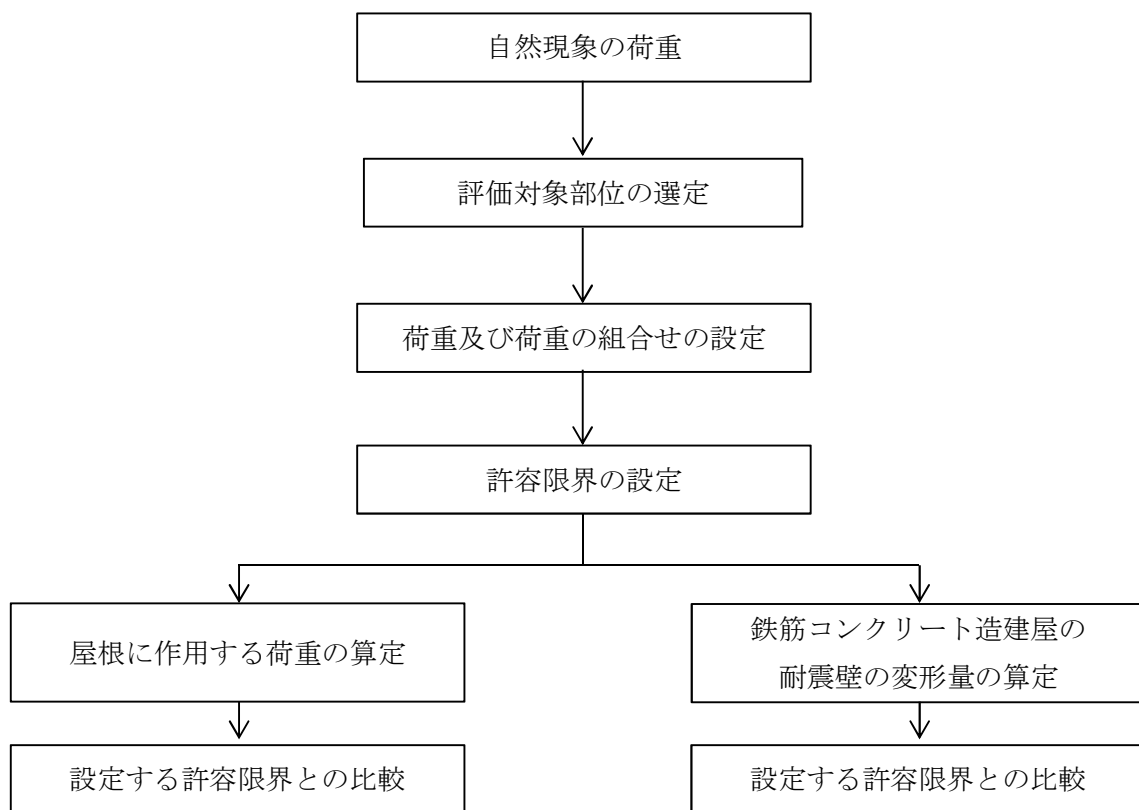 自然現象の荷重
評価対象部位の選定
荷重及び荷重の組合せの設定
許容限界の設定
屋根に作用する荷重の算定
設定する許容限界との比較
鉄筋コンクリート造建屋の
耐震壁の変形量の算定
設定する許容限界との比較